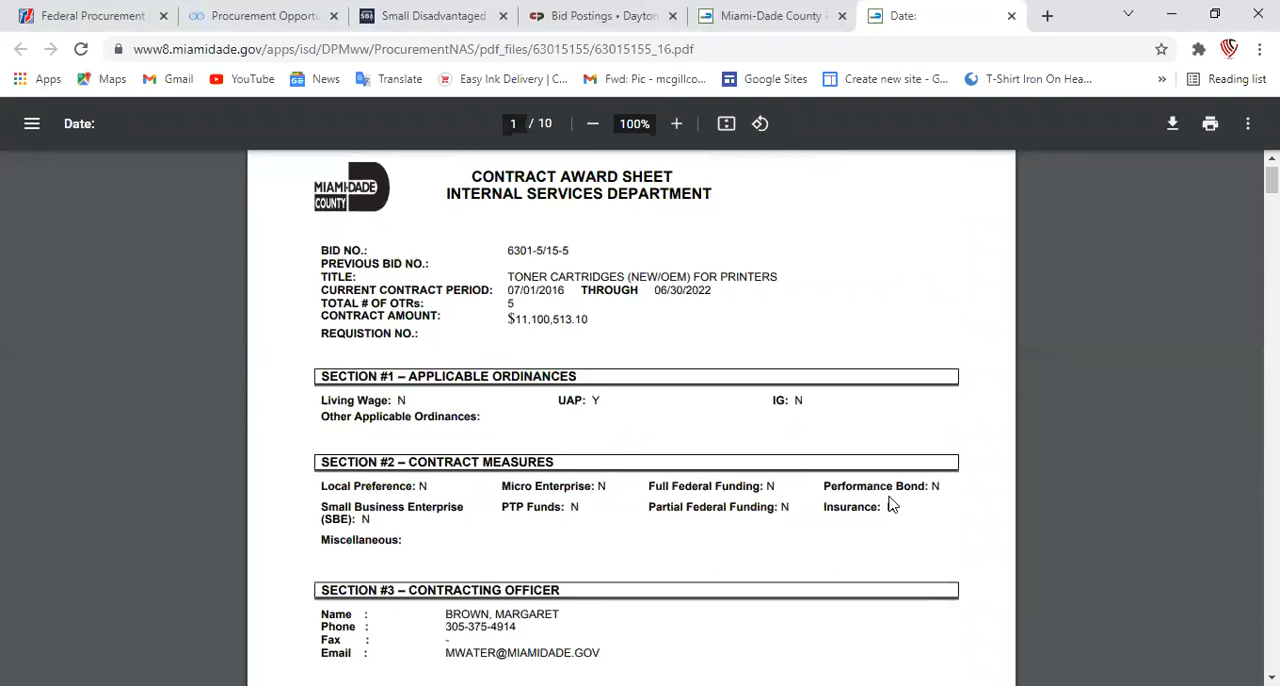 Federal Procurement
Procurement Opportu
Small Disadvantaged
Bid Postings • Dayton
Miami-Dade County
Date:
www8.miamidade.gov/apps/isd/DPMww/ProcurementNAS/pdf_files/63015155/63015155_16.pdf
Apps Maps Gmail YouTube News Translate Easy Ink Delivery | C... Fwd: Pic - mcgillco... Google Sites Create new site - G... T-Shirt Iron On Hea... » Reading list
Date: 1 / 10 100%
MIAMI-DADE
COUNTY
CONTRACT AWARD SHEET
INTERNAL SERVICES DEPARTMENT
BID NO.: 6301-5/15-5
PREVIOUS BID NO.:
TITLE: TONER CARTRIDGES (NEW/OEM) FOR PRINTERS
CURRENT CONTRACT PERIOD: 07/01/2016 THROUGH 06/30/2022
TOTAL # OF OTRs: 5
CONTRACT AMOUNT: $11,100,513.10
REQUISTION NO.:
SECTION #1 – APPLICABLE ORDINANCES
Living Wage: N UAP: Y IG: N
Other Applicable Ordinances:
SECTION #2 – CONTRACT MEASURES
Local Preference: N Micro Enterprise: N Full Federal Funding: N Performance Bond: N
Small Business Enterprise PTP Funds: N Partial Federal Funding: N Insurance:
(SBE): N
Miscellaneous:
SECTION #3 – CONTRACTING OFFICER
Name : BROWN, MARGARET
Phone : 305-375-4914
Fax : -
Email : MWATER@MIAMIDADE.GOV